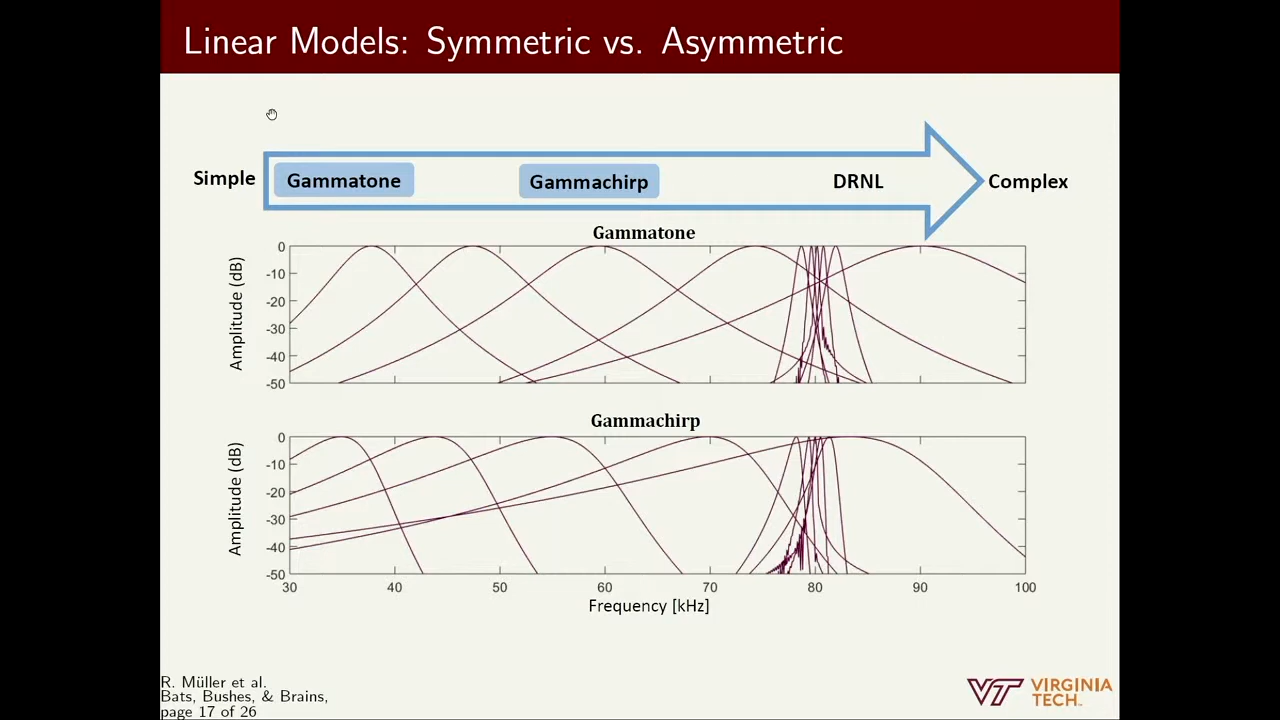 Linear Models: Symmetric vs. Asymmetric
Simple
Gammatone
Gammachirp
DRNL
Complex
Gammatone
Amplitude (dB)
0
-10
-20
-30
-40
-50
Gammachirp
Amplitude (dB)
0
-10
-20
-30
-40
-50
30 40 50 60 70 80 90 100
Frequency [kHz]
R. Müller et al.
Bats, Bushes, & Brains,
page 17 of 26
VT VIRGINIA
TECH™